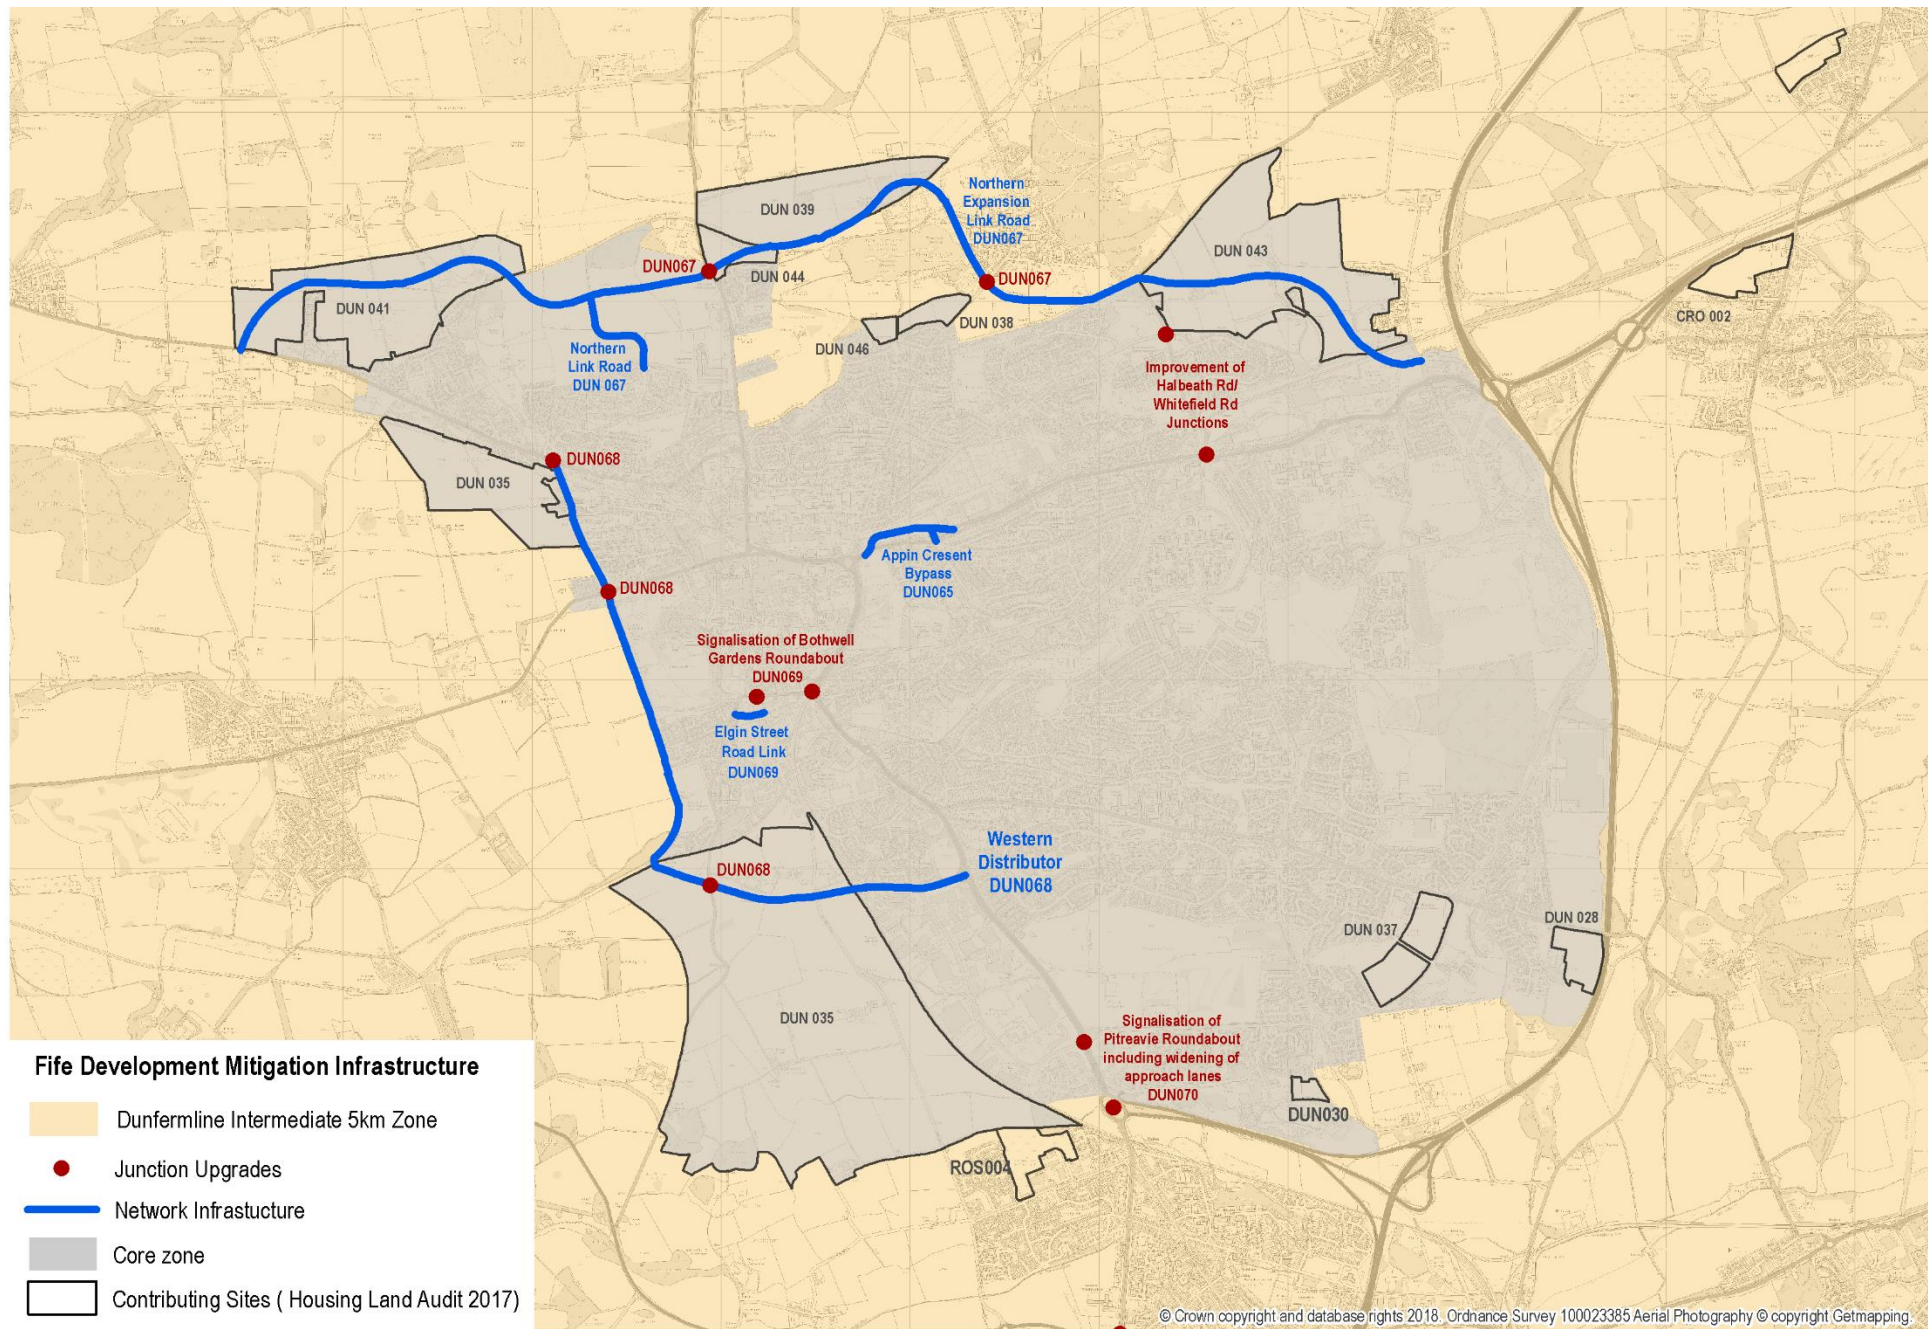 Northern
Expansion
Link Road
DUN067
DUN 039
DUN 043
DUN067
DUN 044
DUN067
DUN 041
DUN 038
DUN 046
CRO 002
Northern
Link Road
DUN 067
Improvement of
Halbeath Rd/
Whitefield Rd
Junctions
DUN068
DUN 035
Appin Cresent
Bypass
DUN065
DUN068
Signalisation of Bothwell
Gardens Roundabout
DUN069
Elgin Street
Road Link
DUN069
Western
Distributor
DUN068
DUN068
DUN 037
DUN 028
DUN 035
Signalisation of
Pitreavie Roundabout
including widening of
approach lanes
DUN070
DUN030
ROS004
Fife Development Mitigation Infrastructure
Dunfermline Intermediate 5km Zone
Junction Upgrades
Network Infrastucture
Core zone
Contributing Sites ( Housing Land Audit 2017)
© Crown copyright and database rights 2018. Ordnance Survey 100023385 Aerial Photography © copyright Getmapping.